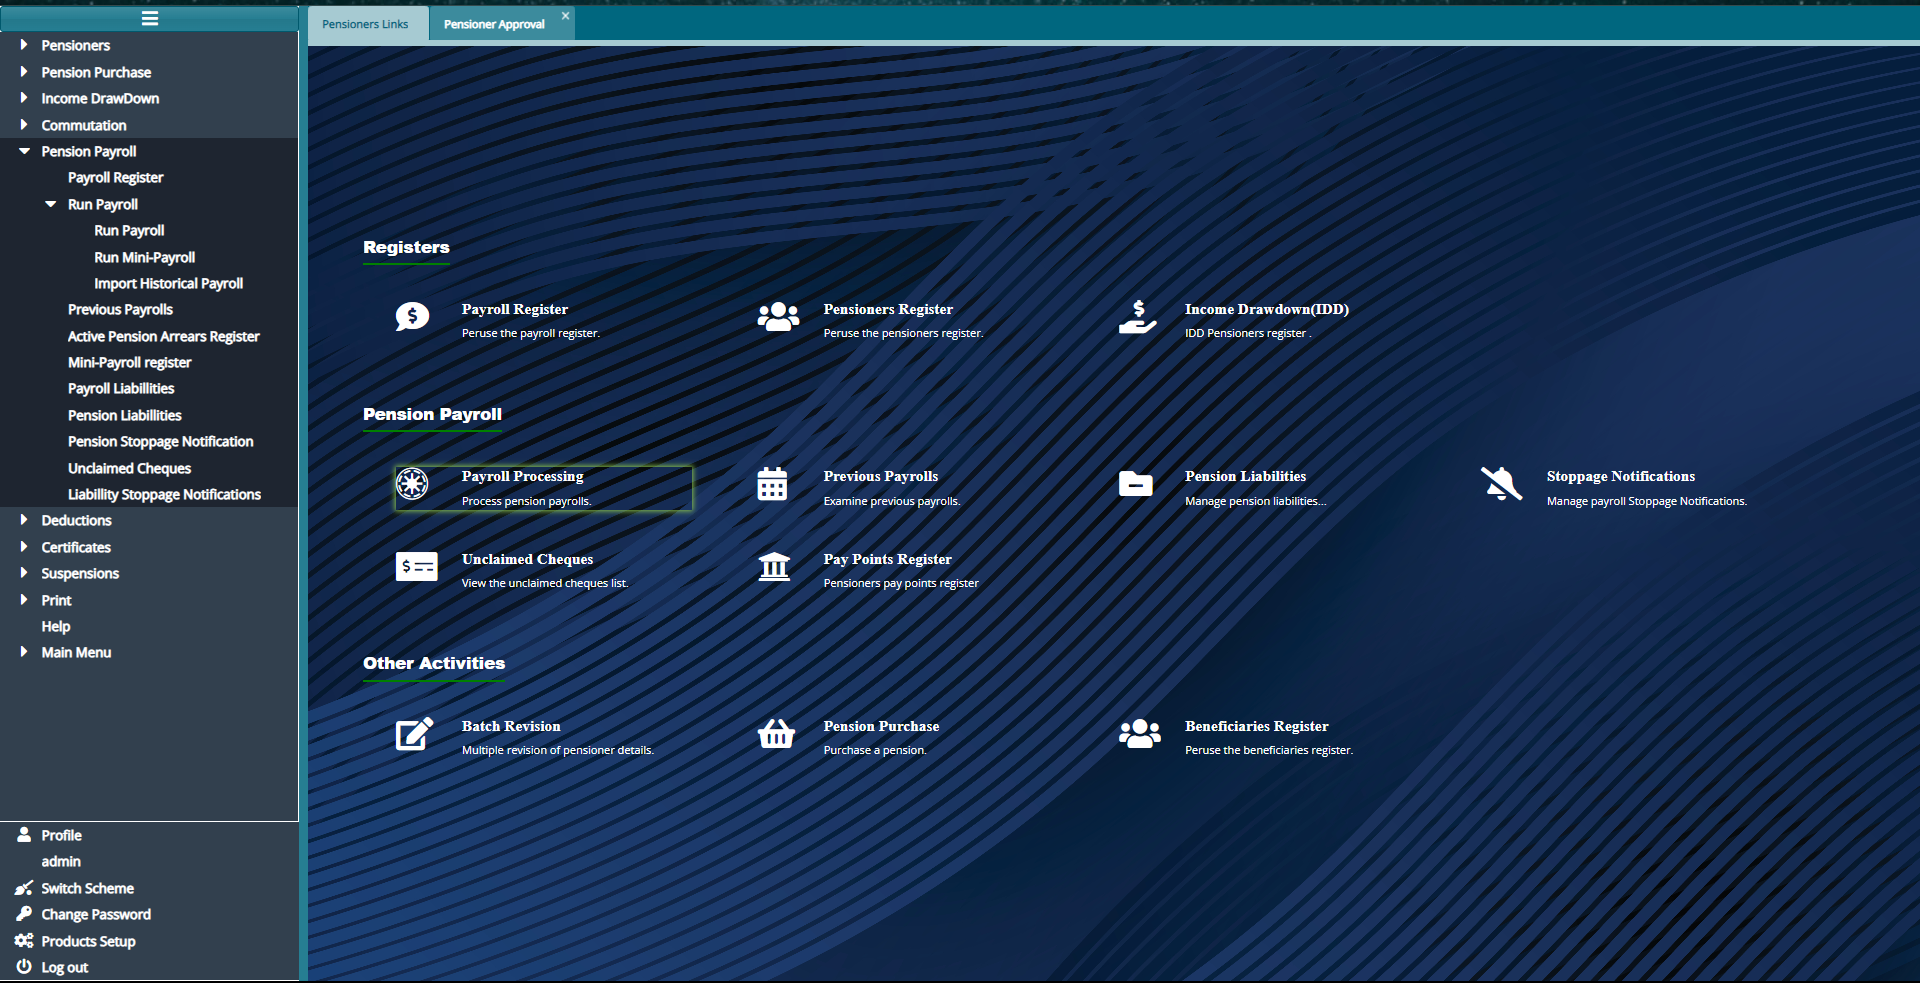 Pensioners Links
Pensioner Approval
Pensioners
Pension Purchase
Income DrawDown
Commutation
Pension Payroll
Payroll Register
Run Payroll
Run Payroll
Run Mini-Payroll
Import Historical Payroll
Previous Payrolls
Active Pension Arrears Register
Mini-Payroll register
Payroll Liabillities
Pension Liabillities
Pension Stoppage Notification
Unclaimed Cheques
Liabillity Stoppage Notifications
Deductions
Certificates
Suspensions
Print
Help
Main Menu
Profile
admin
Switch Scheme
Change Password
Products Setup
Log out
Registers
Payroll Register
Peruse the payroll register.
Pensioners Register
Peruse the pensioners register.
Income Drawdown(IDD)
IDD Pensioners register .
Pension Payroll
Payroll Processing
Process pension payrolls.
Previous Payrolls
Examine previous payrolls.
Pension Liabilities
Manage pension liabilities...
Stoppage Notifications
Manage payroll Stoppage Notifications.
Unclaimed Cheques
View the unclaimed cheques list.
Pay Points Register
Pensioners pay points register
Other Activities
Batch Revision
Multiple revision of pensioner details.
Pension Purchase
Purchase a pension.
Beneficiaries Register
Peruse the beneficiaries register.